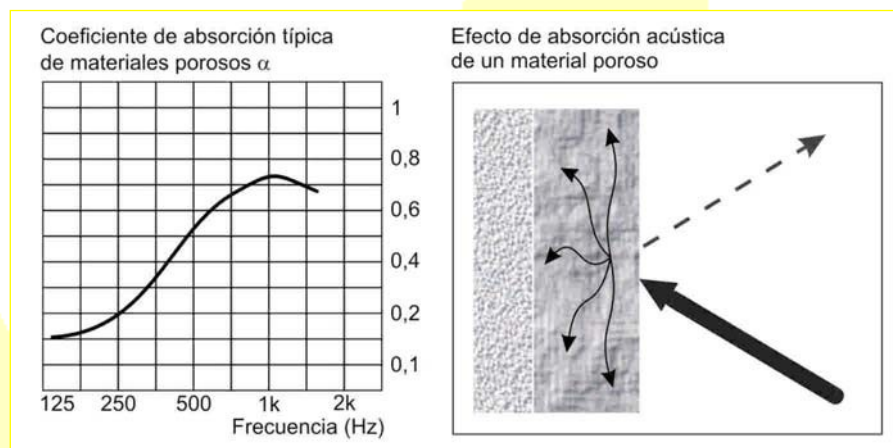 Coeficiente de absorción típica
de materiales porosos α
1
0,8
0,6
0,4
0,2
0,1
125 250 500 1k 2k
Frecuencia (Hz)
Efecto de absorción acústica
de un material poroso